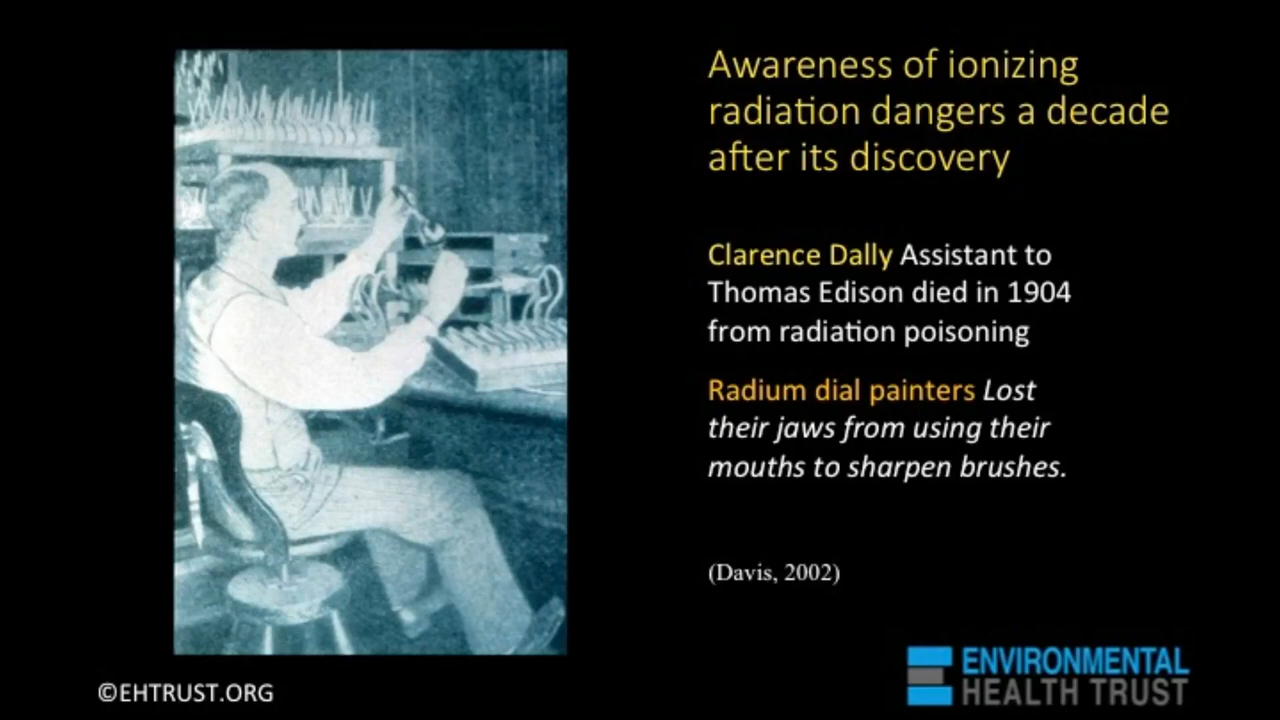 Awareness of ionizing
radiation dangers a decade
after its discovery
Clarence Dally Assistant to
Thomas Edison died in 1904
from radiation poisoning
Radium dial painters Lost
their jaws from using their
mouths to sharpen brushes.
(Davis, 2002)
©EHTRUST.ORG
ENVIRONMENTAL
HEALTH TRUST